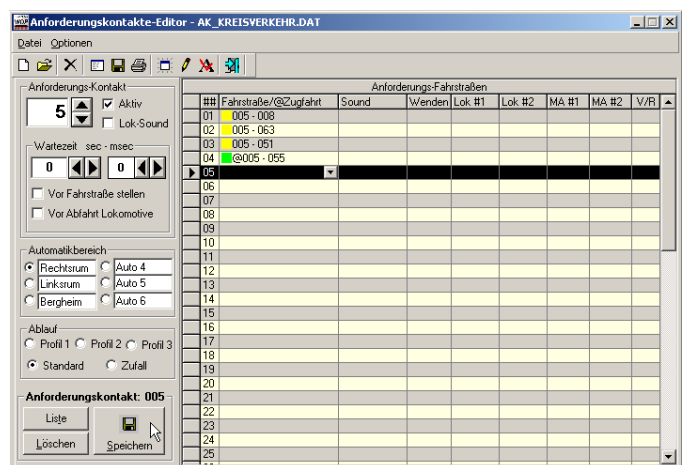 Anforderungskontakte-Editor - AK_KREISVERKEHR.DAT
Datei Optionen
Anforderungs-Kontakt
5
Aktiv
Lok-Sound
Wartezeit sec - msec
0 0
Vor Fahrstraße stellen
Vor Abfahrt Lokomotive
Automatikbereich
Rechtsrum Auto 4
Linksrum Auto 5
Bergheim Auto 6
Ablauf
Profil 1 Profil 2 Profil 3
Standard Zufall
Anforderungskontakt: 005
Liste
Löschen Speichern
Anforderungs-Fahrstraßen
## Fahrstraße/@Zugfahrt Sound Wenden Lok #1 Lok #2 MA #1 MA #2 V/R
01 005 - 008
02 005 - 063
03 005 - 051
04 @005 - 055
05
06
07
08
09
10
11
12
13
14
15
16
17
18
19
20
21
22
23
24
25